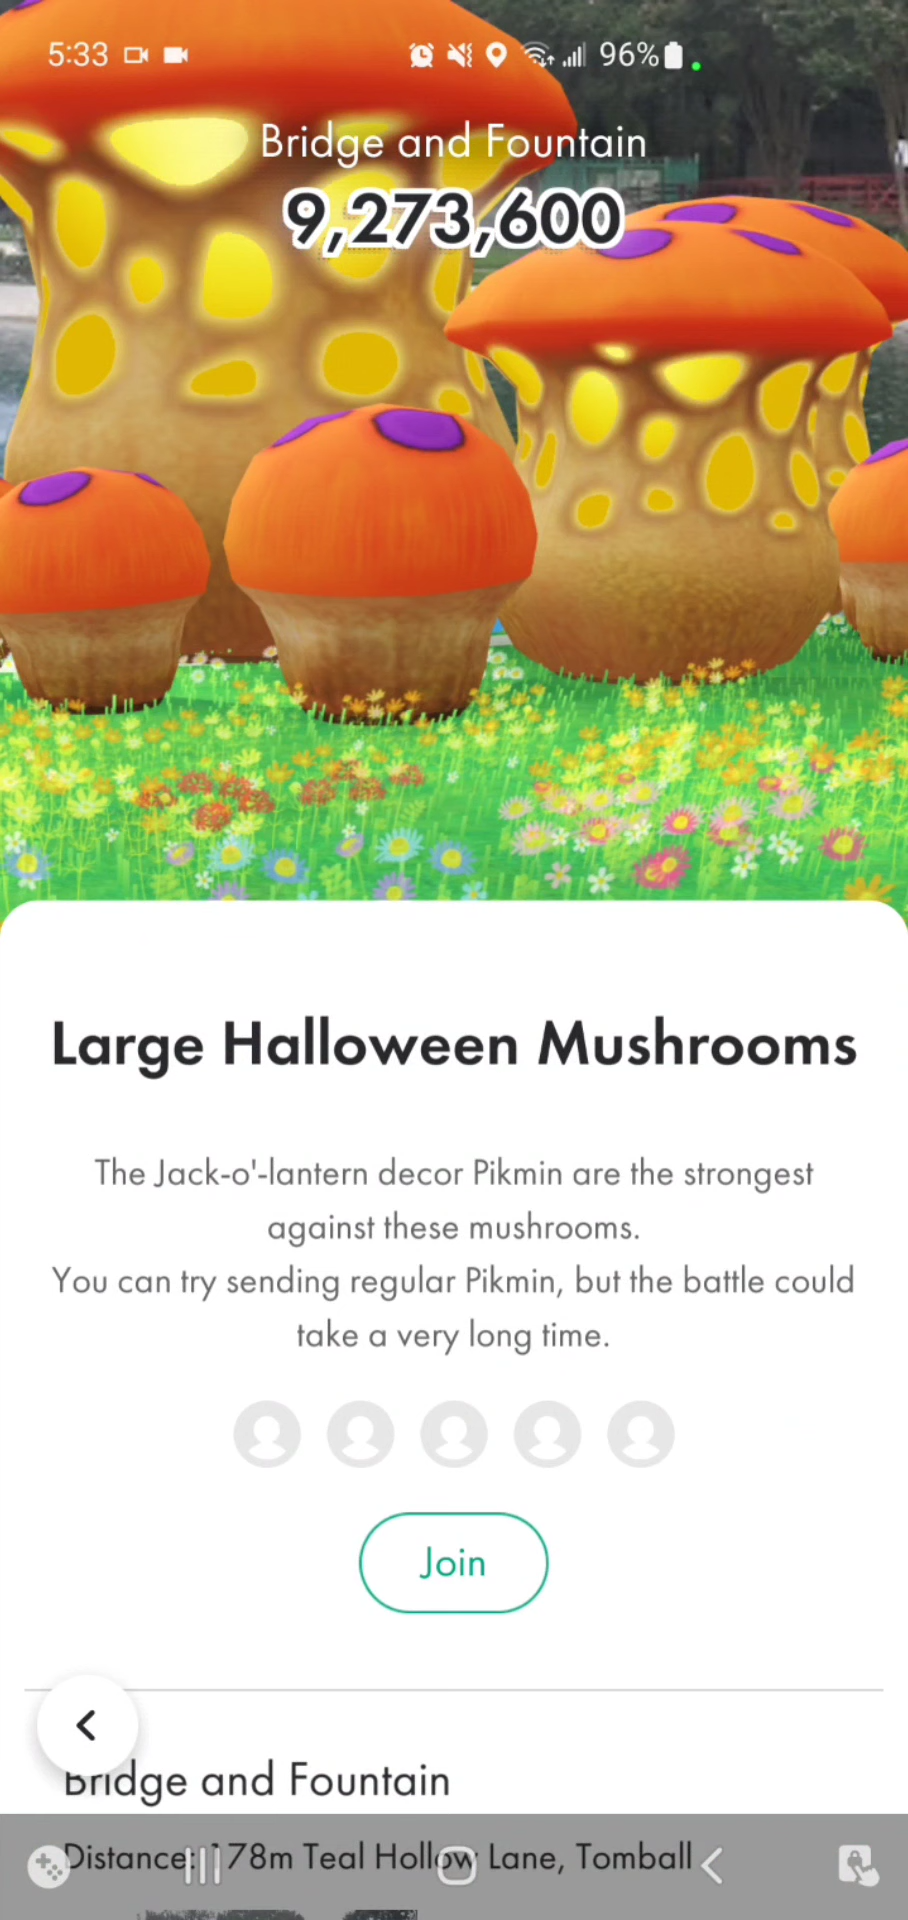 5:33
96%
Bridge and Fountain
9,273,600
Large Halloween Mushrooms
The Jack-o'-lantern decor Pikmin are the strongest
against these mushrooms.
You can try sending regular Pikmin, but the battle could
take a very long time.
Join
Bridge and Fountain
Distance: 178m Teal Hollow Lane, Tomball